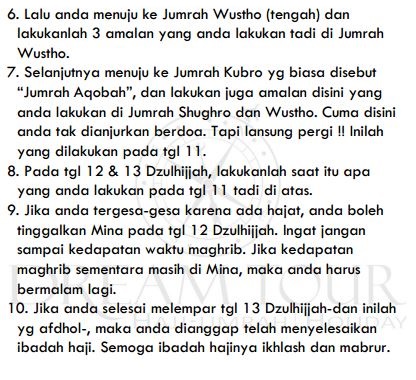 6. Lalu anda menuju ke Jumrah Wustho (tengah) dan
lakukanlah 3 amalan yang anda lakukan tadi di Jumrah
Wustho.
7. Selanjutnya menuju ke Jumrah Kubro yg biasa disebut
“Jumrah Aqobah”, dan lakukan juga amalan disini yang
anda lakukan di Jumrah Shughro dan Wustho. Cuma disini
anda tak dianjurkan berdoa. Tapi lansung pergi !! Inilah
yang dilakukan pada tgl 11.
8. Pada tgl 12 & 13 Dzulhijjah, lakukanlah saat itu apa
yang anda lakukan pada tgl 11 tadi di atas.
9. Jika anda tergesa-gesa karena ada hajat, anda boleh
tinggalkan Mina pada tgl 12 Dzulhijjah. Ingat jangan
sampai kedapatan waktu maghrib. Jika kedapatan
maghrib sementara masih di Mina, maka anda harus
bermalam lagi.
DREAM TOUR
10. Jika anda selesai melempar tgl 13 Dzulhijjah-dan inilah
HAJJ UMRAH HOLIDAY
yg afdhol-, maka anda dianggap telah menyelesaikan
ibadah haji. Semoga ibadah hajinya ikhlash dan mabrur.